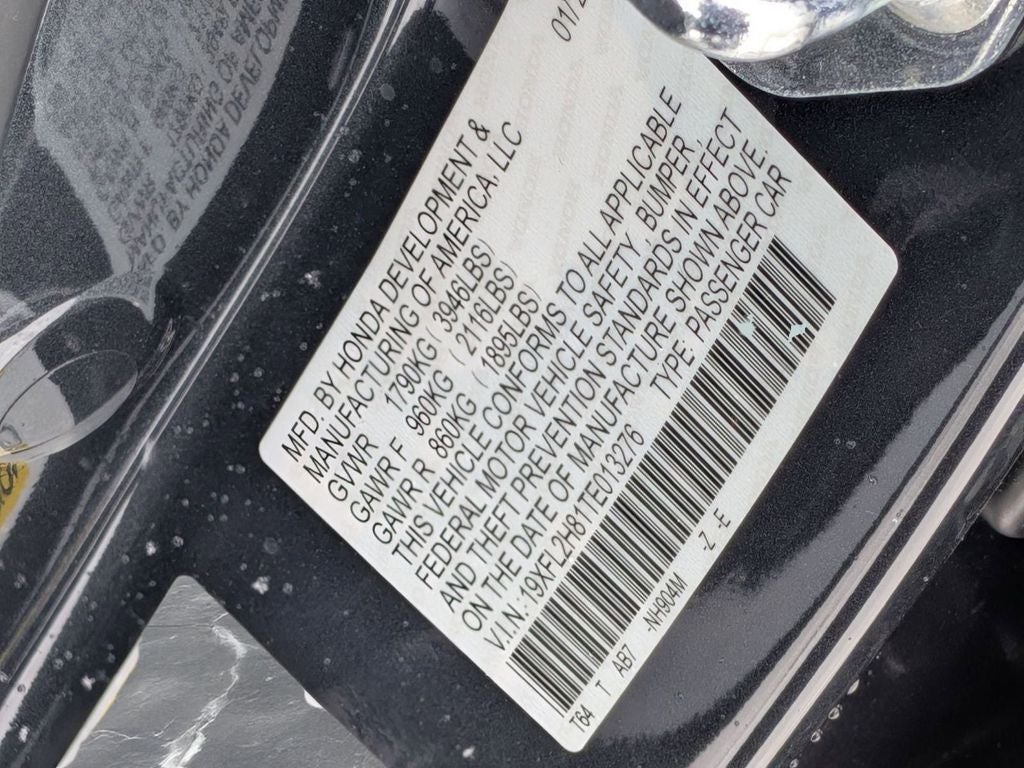 01/2
MFD. BY HONDA DEVELOPMENT &
MANUFACTURING OF AMERICA, LLC
GVWR 1790KG ( 3946LBS)
GAWR F 960KG ( 2116LBS)
GAWR R 860KG ( 1895LBS)
THIS VEHICLE CONFORMS TO ALL APPLICABLE
FEDERAL MOTOR VEHICLE SAFETY, BUMPER,
AND THEFT PREVENTION STANDARDS IN EFFECT
ON THE DATE OF MANUFACTURE SHOWN ABOVE.
V.I.N.:19XFL2H81TE013276 TYPE PASSENGER CAR
T64 T AB7 -NH904M -Z -E